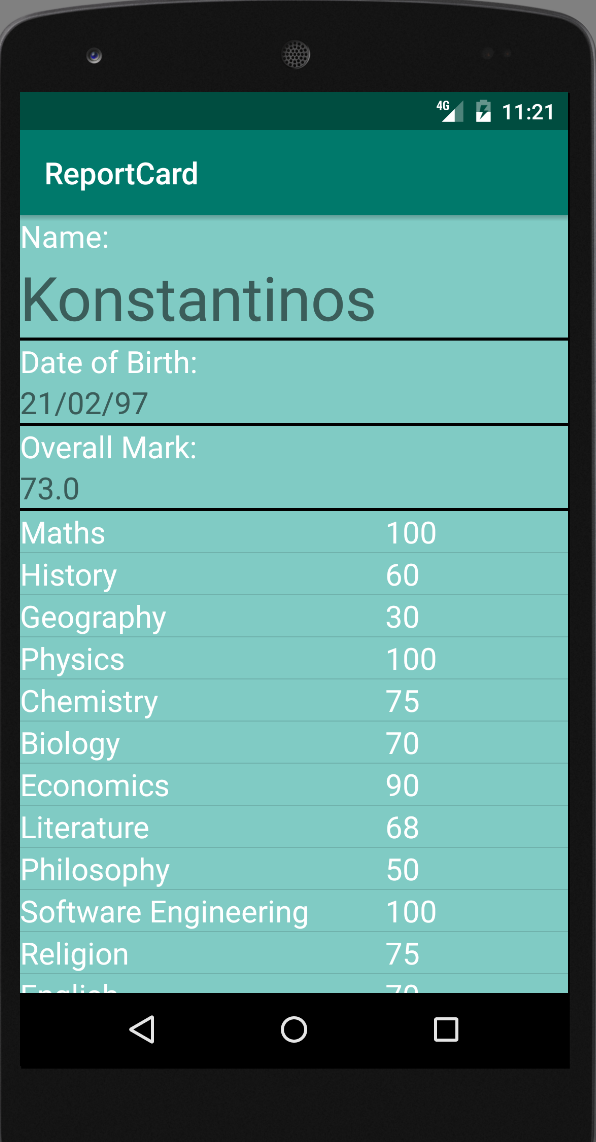 4G 11:21
ReportCard
Name:
Konstantinos
Date of Birth:
21/02/97
Overall Mark:
73.0
Maths 100
History 60
Geography 30
Physics 100
Chemistry 75
Biology 70
Economics 90
Literature 68
Philosophy 50
Software Engineering 100
Religion 75
English